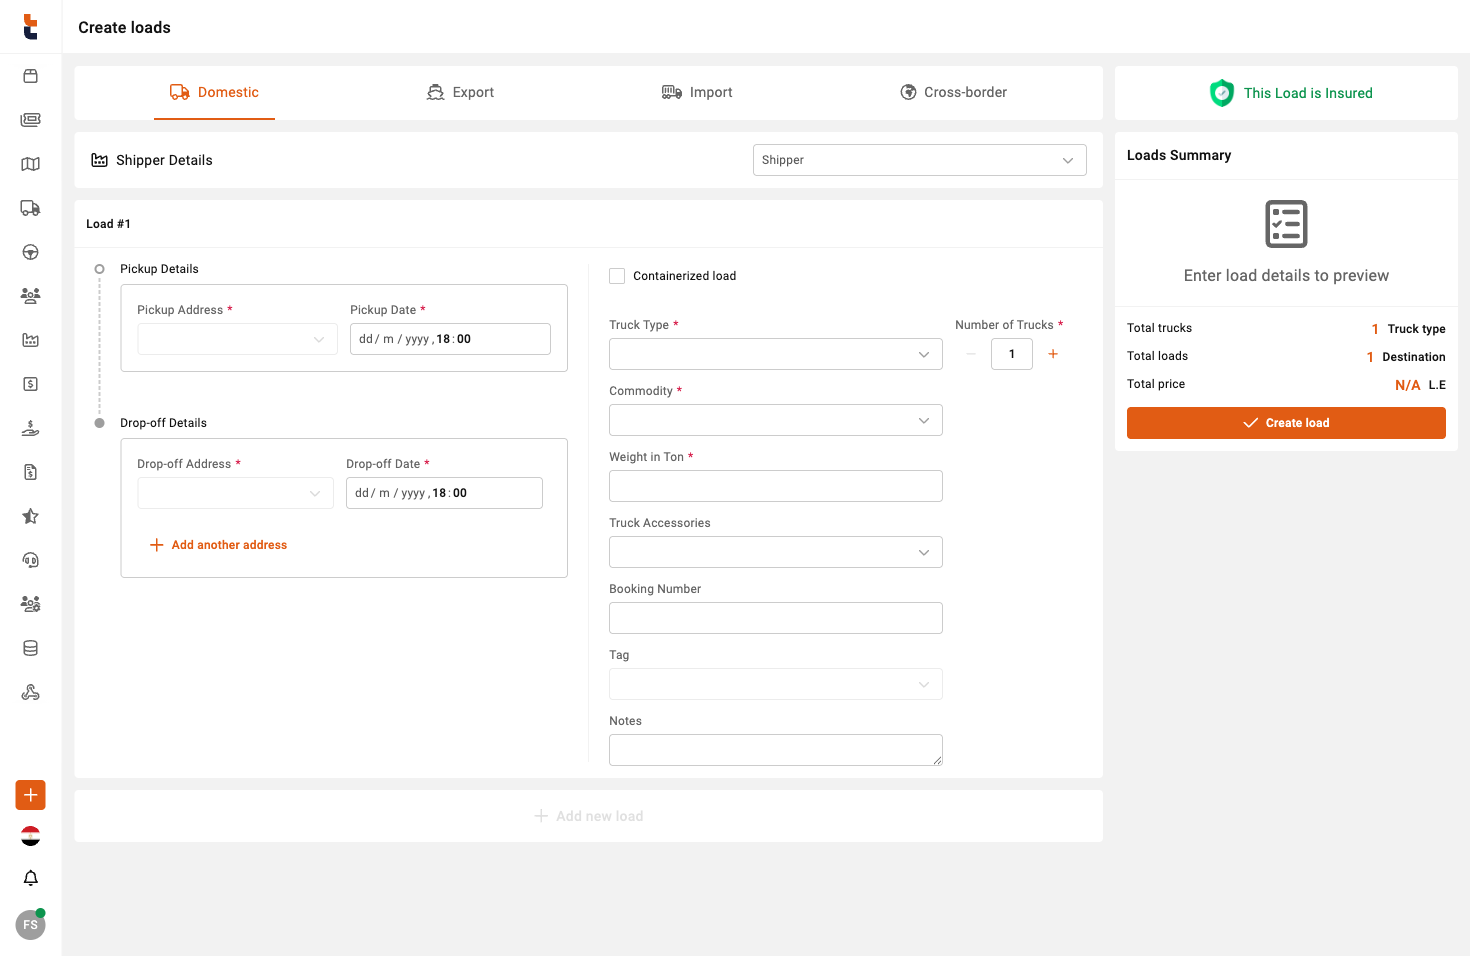 Create loads
Domestic
Export
Import
Cross-border
This Load is Insured
Shipper Details
Shipper
Loads Summary
Load #1
Enter load details to preview
Pickup Details
Pickup Address *
Pickup Date *
dd / m / yyyy , 18 : 00
Drop-off Details
Drop-off Address *
Drop-off Date *
dd / m / yyyy , 18 : 00
Add another address
Containerized load
Truck Type *
Number of Trucks *
1
Commodity *
Weight in Ton *
Truck Accessories
Booking Number
Tag
Notes
Total trucks 1 Truck type
Total loads 1 Destination
Total price N/A L.E
Create load
Add new load
FS